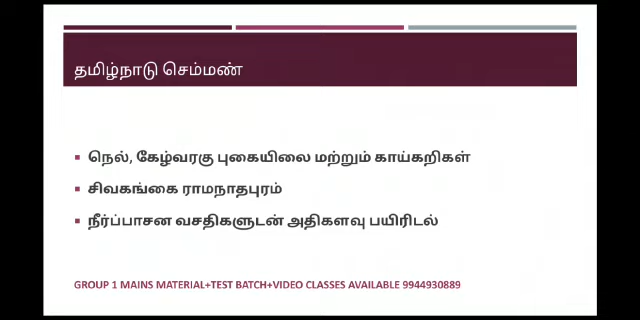 தமிழ்நாடு செம்மண்
நெல், கேழ்வரகு புகையிலை மற்றும் காய்கறிகள்
சிவகங்கை ராமநாதபுரம்
நீர்ப்பாசன வசதிகளுடன் அதிகளவு பயிரிடல்
GROUP 1 MAINS MATERIAL+TEST BATCH+VIDEO CLASSES AVAILABLE 9944930889